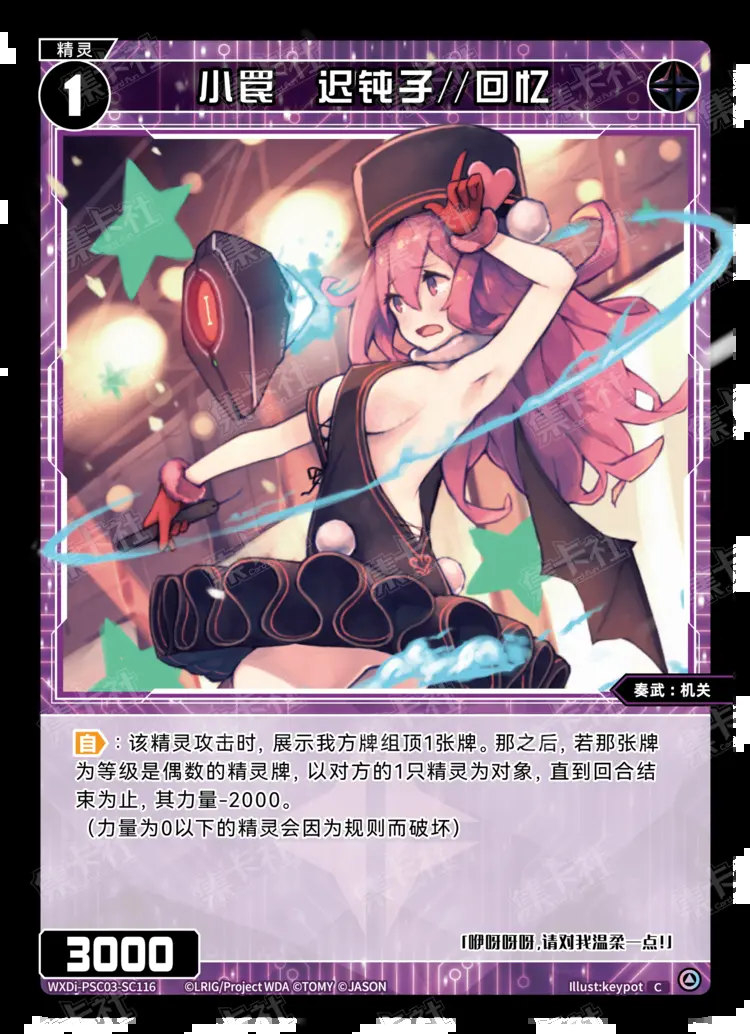 精灵
1
小罠　迟钝子//回忆
I
奏武：机关
自：该精灵攻击时, 展示我方牌组顶1张牌。那之后, 若那张牌
为等级是偶数的精灵牌, 以对方的1只精灵为对象, 直到回合结
束为止, 其力量-2000。
（力量为0以下的精灵会因为规则而破坏）
「咿呀呀呀,请对我温柔一点!」
3000
WXDi-PSC03-SC116 ©LRIG/Project WDA ©TOMY ©JASON Illust:keypot C
集卡社